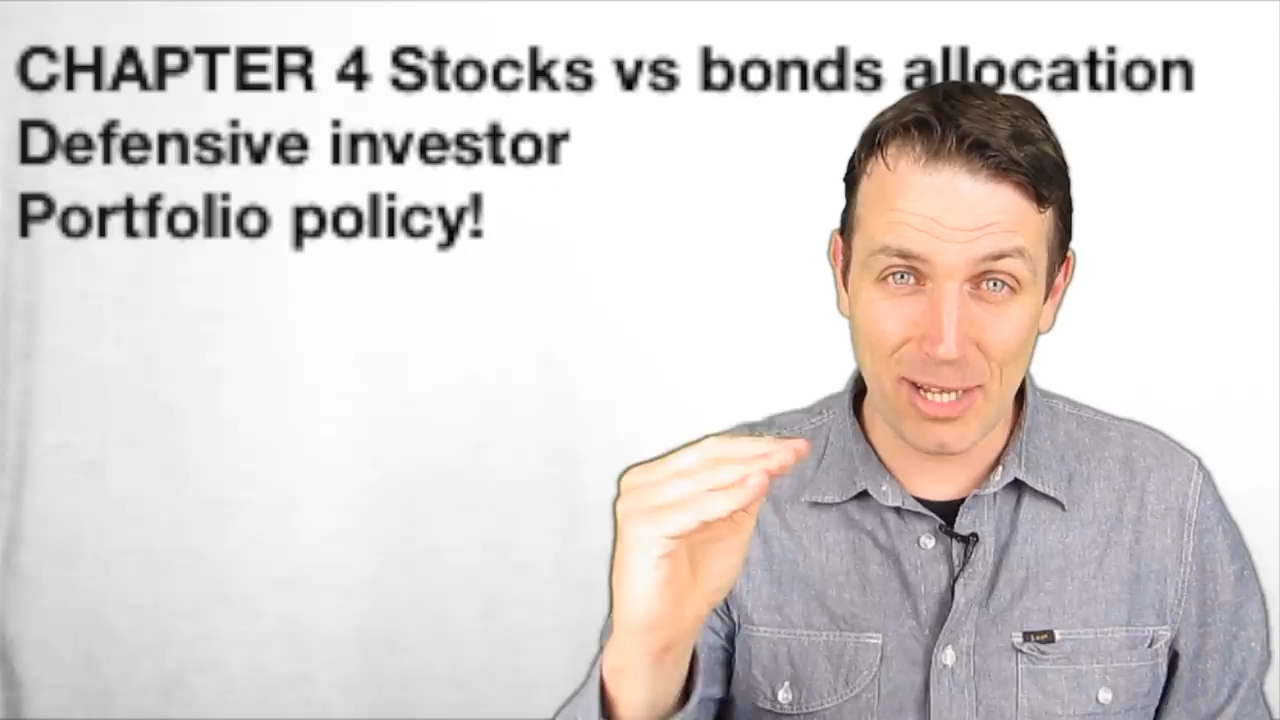 CHAPTER 4 Stocks vs bonds allocation
Defensive investor
Portfolio policy!